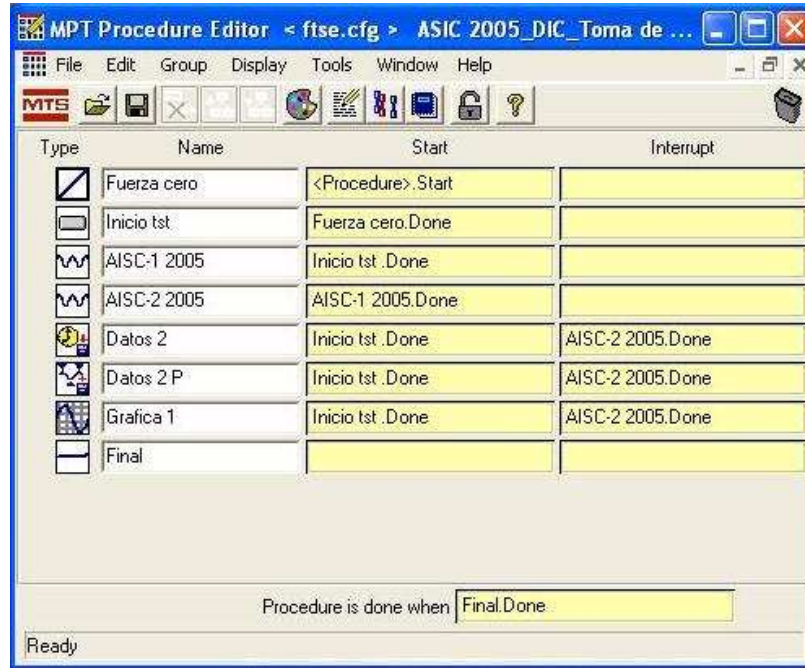 MPT Procedure Editor < ftse.cfg > ASIC 2005_DIC_Toma de ...
File Edit Group Display Tools Window Help
MTS
Type Name Start Interrupt
Fuerza cero <Procedure>.Start
Inicio tst Fuerza cero.Done
AISC-1 2005 Inicio tst .Done
AISC-2 2005 AISC-1 2005.Done
Datos 2 Inicio tst .Done AISC-2 2005.Done
Datos 2 P Inicio tst .Done AISC-2 2005.Done
Grafica 1 Inicio tst .Done AISC-2 2005.Done
Final
Procedure is done when Final.Done
Ready